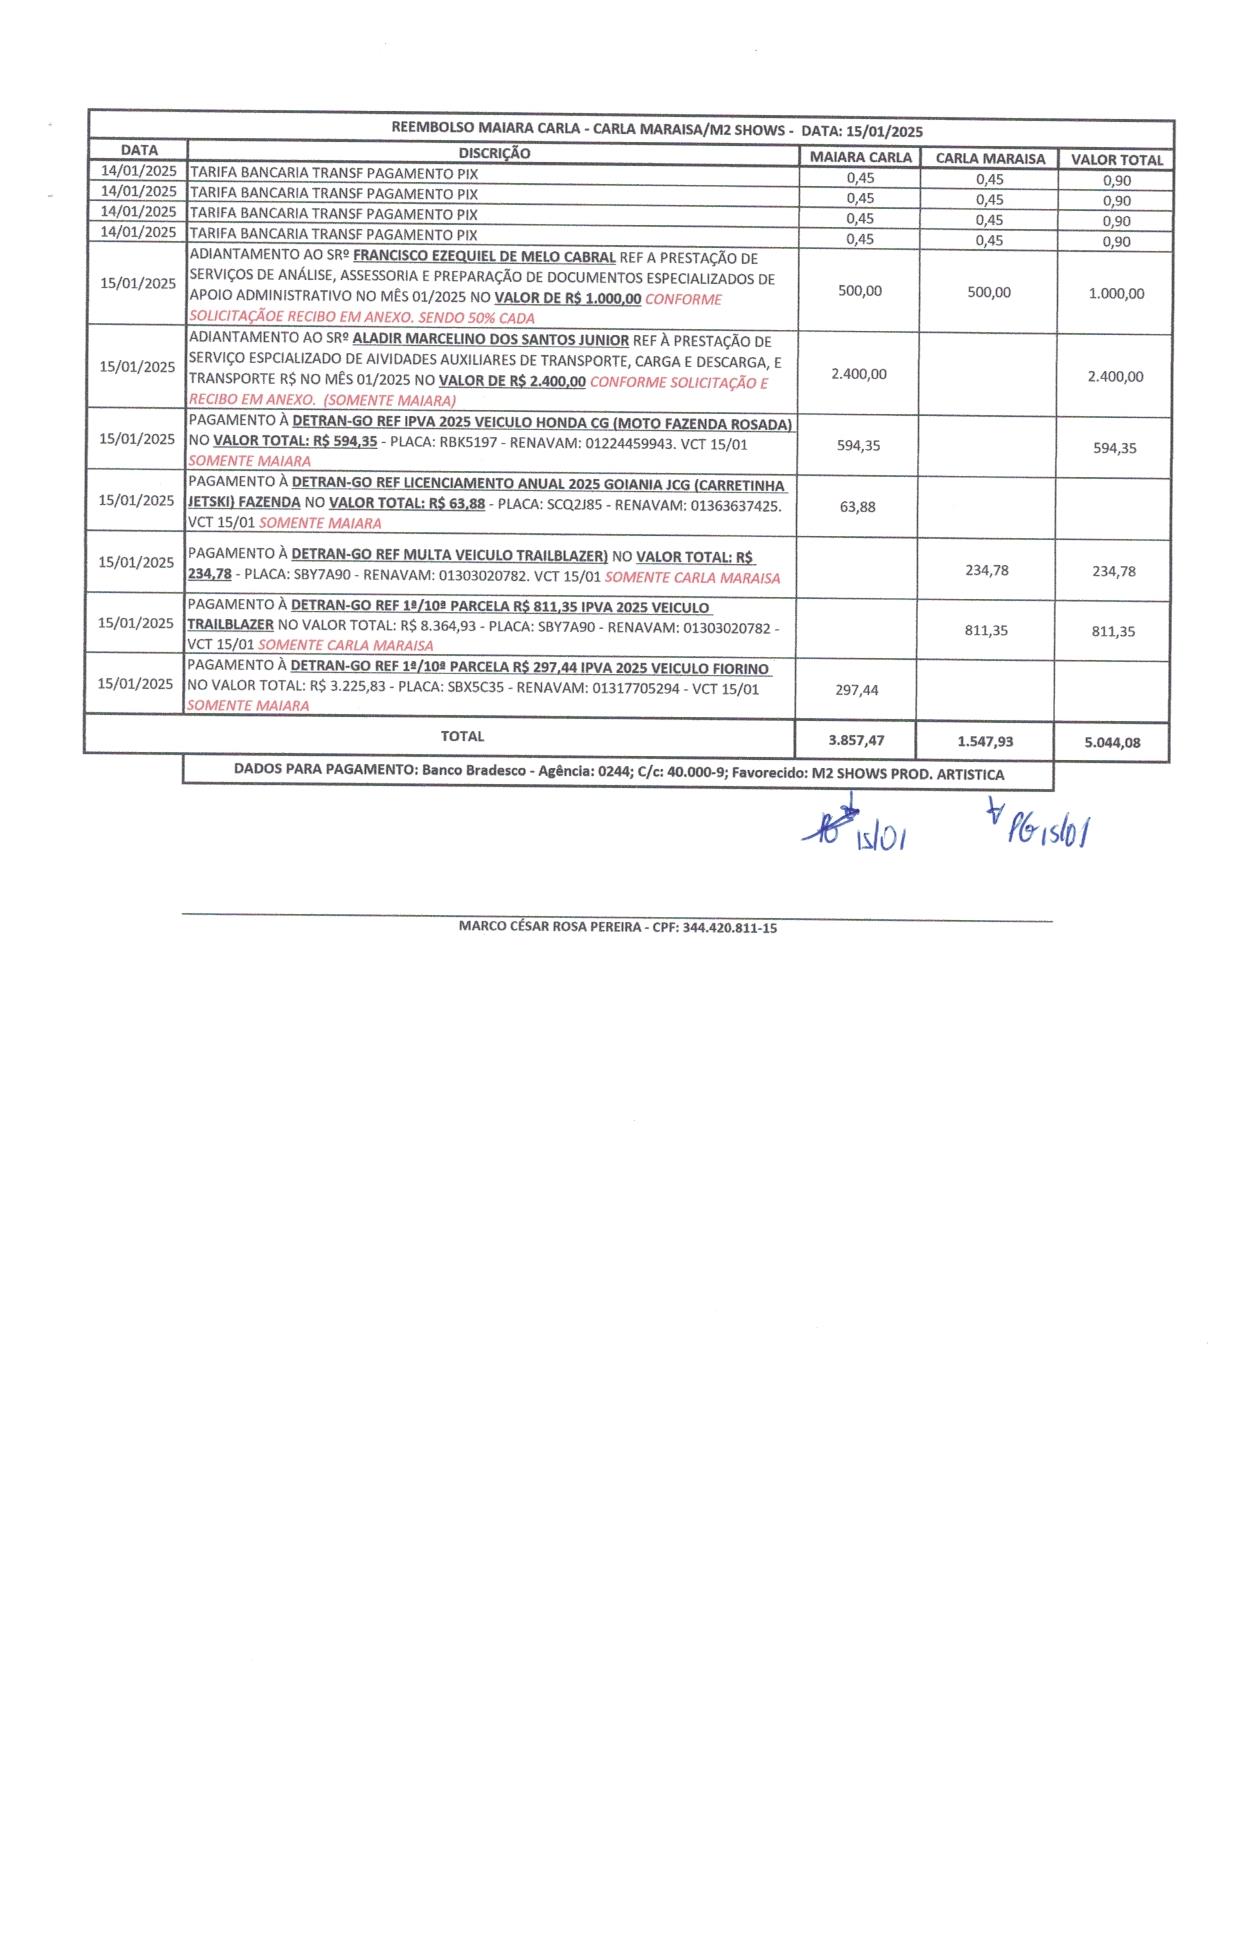 REEMBOLSO MAIARA CARLA - CARLA MARAISA/M2 SHOWS - DATA: 15/01/2025
DATA DISCRIÇÃO MAIARA CARLA CARLA MARAISA VALOR TOTAL
14/01/2025 TARIFA BANCARIA TRANSF PAGAMENTO PIX 0,45 0,45 0,90
14/01/2025 TARIFA BANCARIA TRANSF PAGAMENTO PIX 0,45 0,45 0,90
14/01/2025 TARIFA BANCARIA TRANSF PAGAMENTO PIX 0,45 0,45 0,90
14/01/2025 TARIFA BANCARIA TRANSF PAGAMENTO PIX 0,45 0,45 0,90
ADIANTAMENTO AO SRº FRANCISCO EZEQUIEL DE MELO CABRAL REF A PRESTAÇÃO DE
SERVIÇOS DE ANÁLISE, ASSESSORIA E PREPARAÇÃO DE DOCUMENTOS ESPECIALIZADOS DE
15/01/2025 APOIO ADMINISTRATIVO NO MÊS 01/2025 NO VALOR DE R$ 1.000,00 CONFORME 500,00 500,00 1.000,00
SOLICITAÇÃOE RECIBO EM ANEXO. SENDO 50% CADA
ADIANTAMENTO AO SRº ALADIR MARCELINO DOS SANTOS JUNIOR REF À PRESTAÇÃO DE
SERVIÇO ESPCIALIZADO DE AIVIDADES AUXILIARES DE TRANSPORTE, CARGA E DESCARGA, E
15/01/2025 TRANSPORTE R$ NO MÊS 01/2025 NO VALOR DE R$ 2.400,00 CONFORME SOLICITAÇÃO E 2.400,00 2.400,00
RECIBO EM ANEXO. (SOMENTE MAIARA)
PAGAMENTO À DETRAN-GO REF IPVA 2025 VEICULO HONDA CG (MOTO FAZENDA ROSADA)
15/01/2025 NO VALOR TOTAL: R$ 594,35 - PLACA: RBK5197 - RENAVAM: 01224459943. VCT 15/01 594,35 594,35
SOMENTE MAIARA
PAGAMENTO À DETRAN-GO REF LICENCIAMENTO ANUAL 2025 GOIANIA JCG (CARRETINHA
15/01/2025 JETSKI) FAZENDA NO VALOR TOTAL: R$ 63,88 - PLACA: SCQ2J85 - RENAVAM: 01363637425. 63,88
VCT 15/01 SOMENTE MAIARA
PAGAMENTO À DETRAN-GO REF MULTA VEICULO TRAILBLAZER) NO VALOR TOTAL: R$
15/01/2025 234,78 - PLACA: SBY7A90 - RENAVAM: 01303020782. VCT 15/01 SOMENTE CARLA MARAISA 234,78 234,78
PAGAMENTO À DETRAN-GO REF 1ª/10ª PARCELA R$ 811,35 IPVA 2025 VEICULO
15/01/2025 TRAILBLAZER NO VALOR TOTAL: R$ 8.364,93 - PLACA: SBY7A90 - RENAVAM: 01303020782 - 811,35 811,35
VCT 15/01 SOMENTE CARLA MARAISA
PAGAMENTO À DETRAN-GO REF 1ª/10ª PARCELA R$ 297,44 IPVA 2025 VEICULO FIORINO
15/01/2025 NO VALOR TOTAL: R$ 3.225,83 - PLACA: SBX5C35 - RENAVAM: 01317705294 - VCT 15/01 297,44
SOMENTE MAIARA
TOTAL 3.857,47 1.547,93 5.044,08
DADOS PARA PAGAMENTO: Banco Bradesco - Agência: 0244; C/c: 40.000-9; Favorecido: M2 SHOWS PROD. ARTISTICA
15/01 PG 15/01
MARCO CÉSAR ROSA PEREIRA - CPF: 344.420.811-15